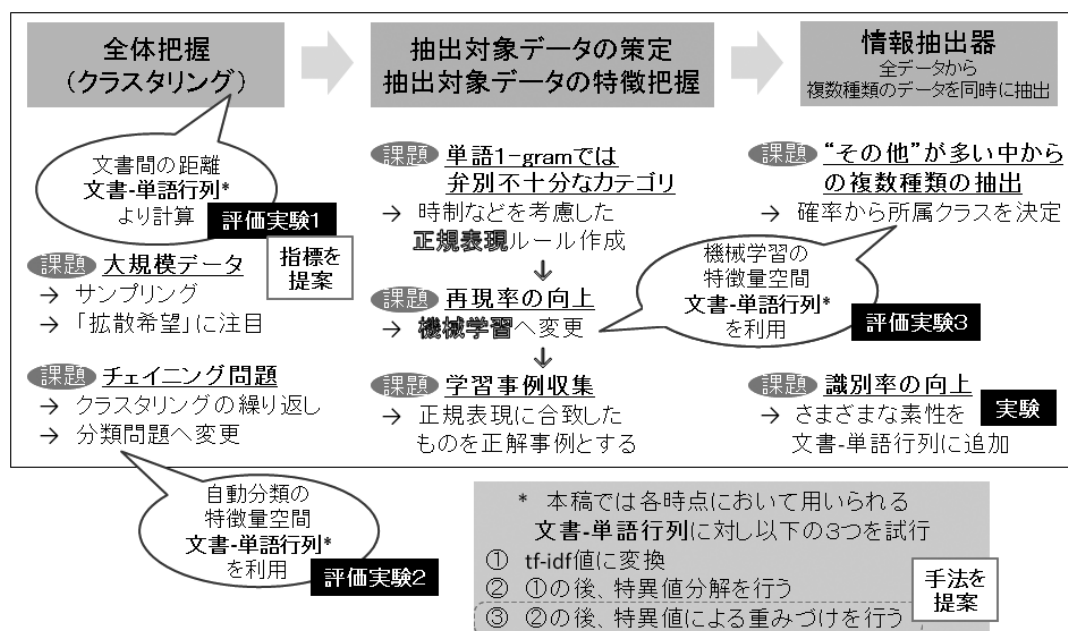 全体把握
(クラスタリング)
抽出対象データの策定
抽出対象データの特徴把握
情報抽出器
全データから
複数種類のデータを同時に抽出
文書間の距離
文書-単語行列*
より計算
評価実験1
指標を
提案
課題 大規模データ
→ サンプリング
→ 「拡散希望」に注目
課題 チェイニング問題
→ クラスタリングの繰り返し
→ 分類問題へ変更
自動分類の
特徴量空間
文書-単語行列*
を利用
評価実験2
課題 単語1-gramでは
弁別不十分なカテゴリ
→ 時制などを考慮した
正規表現ルール作成
↓
課題 再現率の向上
→ 機械学習へ変更
↓
課題 学習事例収集
→ 正規表現に合致した
ものを正解事例とする
機械学習の
特徴量空間
文書-単語行列*
を利用
評価実験3
課題 “その他”が多い中から
の複数種類の抽出
→ 確率から所属クラスを決定
課題 識別率の向上
→ さまざまな素性を
文書-単語行列に追加
実験
* 本稿では各時点において用いられる
文書-単語行列に対し以下の3つを試行
① tf-idf値に変換
② ①の後、特異値分解を行う
③ ②の後、特異値による重みづけを行う
手法を
提案